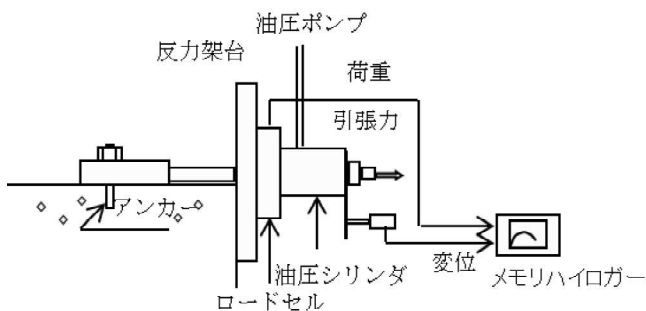 油圧ポンプ
反力架台
荷重
引張力
アンカー
油圧シリンダ
変位
メモリハイロガー
ロードセル